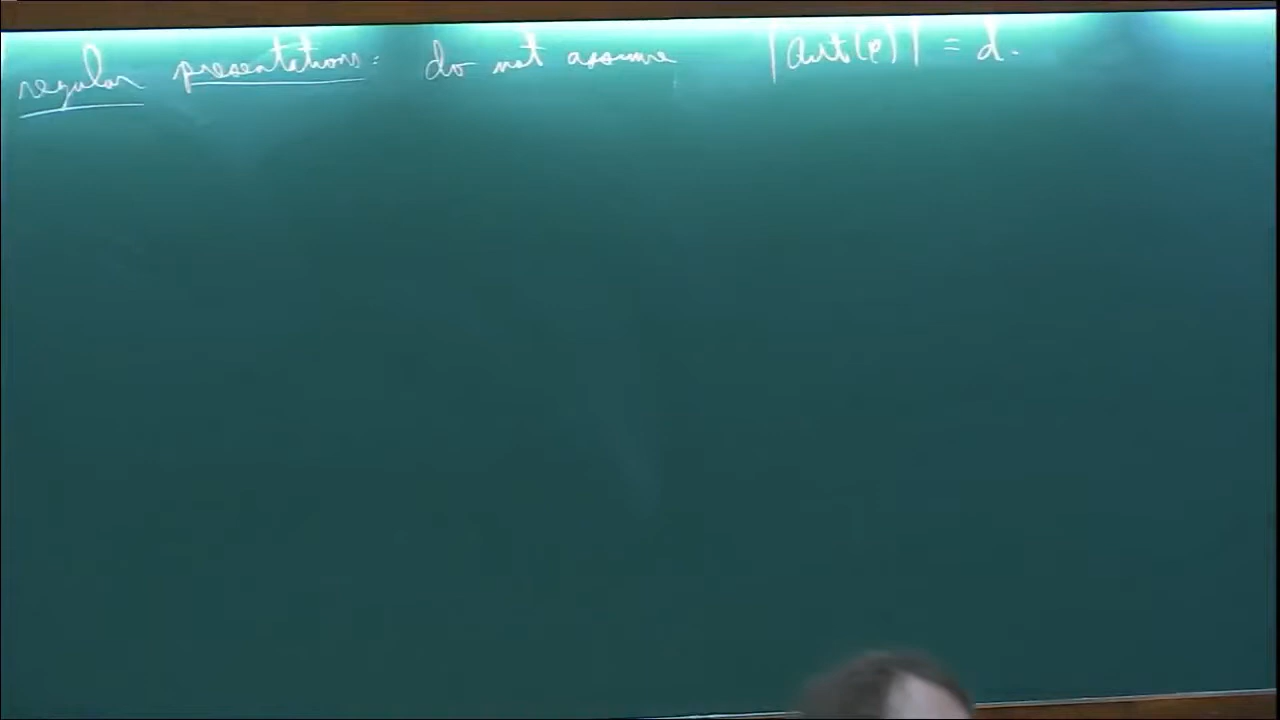 regular presentations: do not assume |Aut(φ)| = d.